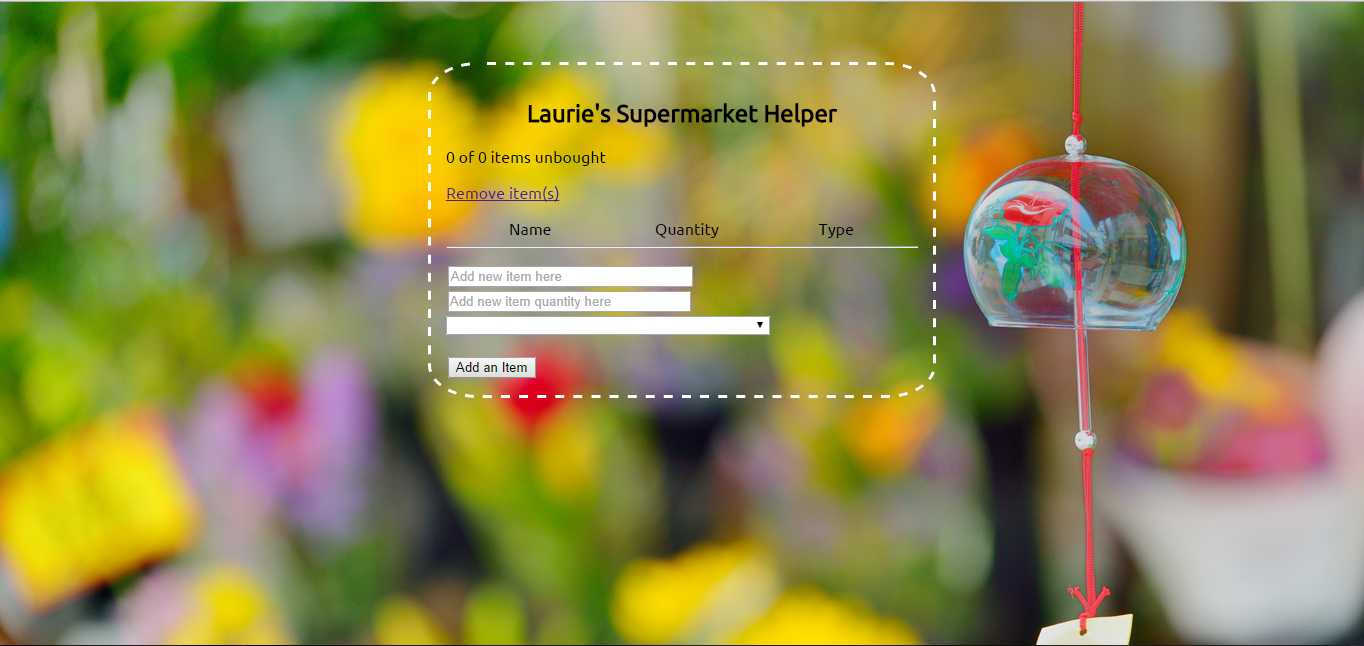 Laurie's Supermarket Helper
0 of 0 items unbought
Remove item(s)
Name Quantity Type
Add new item here
Add new item quantity here
Add an Item